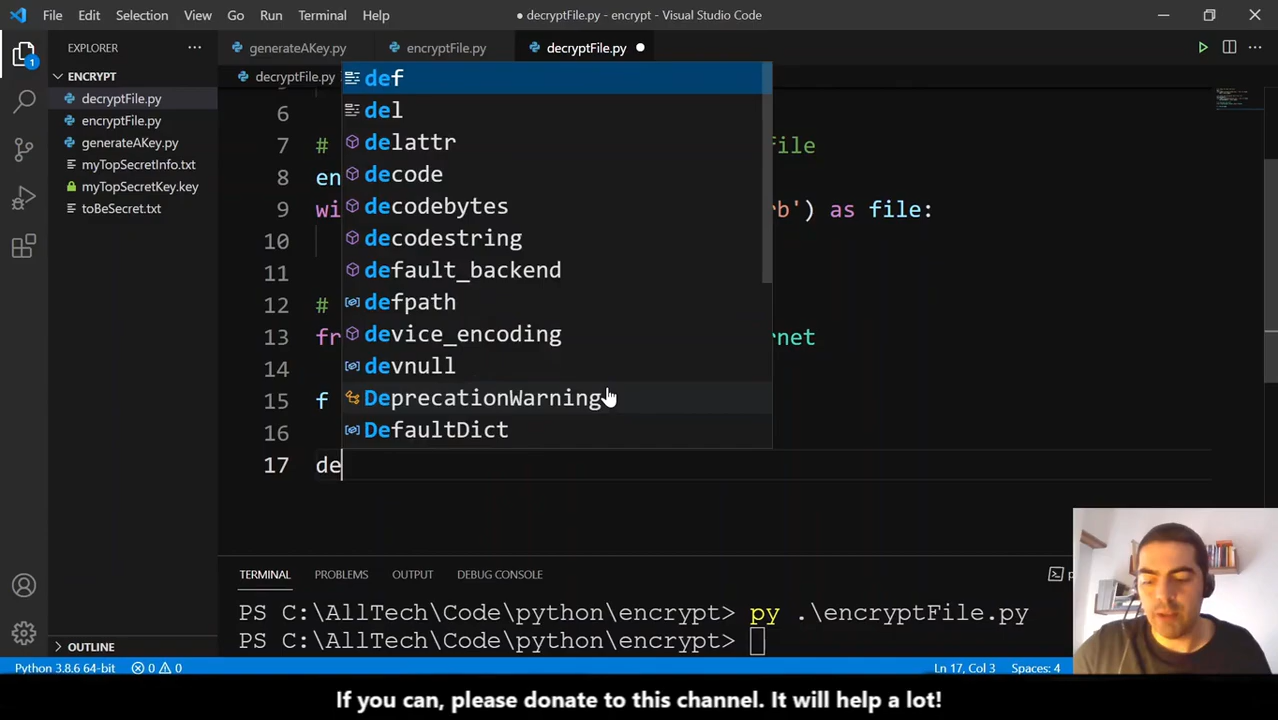 File Edit Selection View Go Run Terminal Help
● decryptFile.py - encrypt - Visual Studio Code
EXPLORER ...
generateAKey.py encryptFile.py decryptFile.py
ENCRYPT
decryptFile.py
encryptFile.py
generateAKey.py
myTopSecretInfo.txt
myTopSecretKey.key
toBeSecret.txt
1
decryptFile.py
def
del
delattr
decode
decodebytes
decodestring
default_backend
defpath
device_encoding
devnull
DeprecationWarning
DefaultDict
6
7 # file
8 en
9 wi rb') as file:
10
11
12 #
13 fr rnet
14
15 f
16
17 de
TERMINAL PROBLEMS OUTPUT DEBUG CONSOLE
PS C:\AllTech\Code\python\encrypt> py .\encryptFile.py
PS C:\AllTech\Code\python\encrypt>
OUTLINE
Python 3.8.6 64-bit 0 0 Ln 17, Col 3 Spaces: 4
If you can, please donate to this channel. It will help a lot!